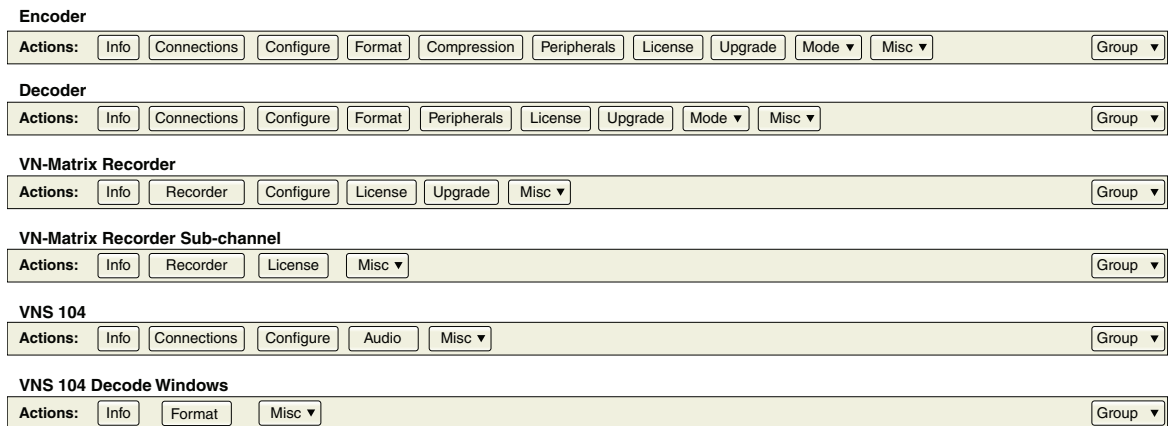 Encoder
Actions: Info Connections Configure Format Compression Peripherals License Upgrade Mode ▼ Misc ▼ Group ▼
Decoder
Actions: Info Connections Configure Format Peripherals License Upgrade Mode ▼ Misc ▼ Group ▼
VN-Matrix Recorder
Actions: Info Recorder Configure License Upgrade Misc ▼ Group ▼
VN-Matrix Recorder Sub-channel
Actions: Info Recorder License Misc ▼ Group ▼
VNS 104
Actions: Info Connections Configure Audio Misc ▼ Group ▼
VNS 104 Decode Windows
Actions: Info Format Misc ▼ Group ▼